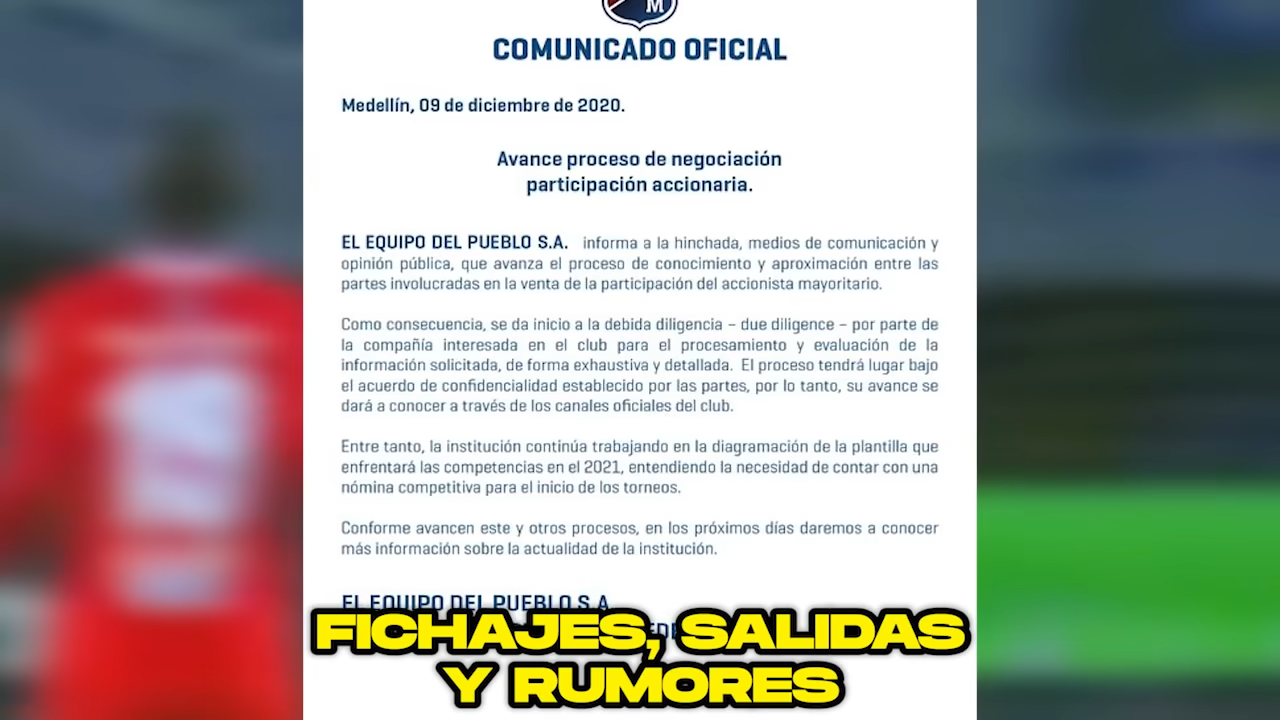 M
COMUNICADO OFICIAL
Medellín, 09 de diciembre de 2020.
Avance proceso de negociación
participación accionaria.
EL EQUIPO DEL PUEBLO S.A. informa a la hinchada, medios de comunicación y
opinión pública, que avanza el proceso de conocimiento y aproximación entre las
partes involucradas en la venta de la participación del accionista mayoritario.
Como consecuencia, se da inicio a la debida diligencia – due diligence – por parte de
la compañía interesada en el club para el procesamiento y evaluación de la
información solicitada, de forma exhaustiva y detallada. El proceso tendrá lugar bajo
el acuerdo de confidencialidad establecido por las partes, por lo tanto, su avance se
dará a conocer a través de los canales oficiales del club.
Entre tanto, la institución continúa trabajando en la diagramación de la plantilla que
enfrentará las competencias en el 2021, entendiendo la necesidad de contar con una
nómina competitiva para el inicio de los torneos.
Conforme avancen este y otros procesos, en los próximos días daremos a conocer
más información sobre la actualidad de la institución.
EL EQUIPO DEL PUEBLO S.A.
FICHAJES, SALIDAS
Y RUMORES